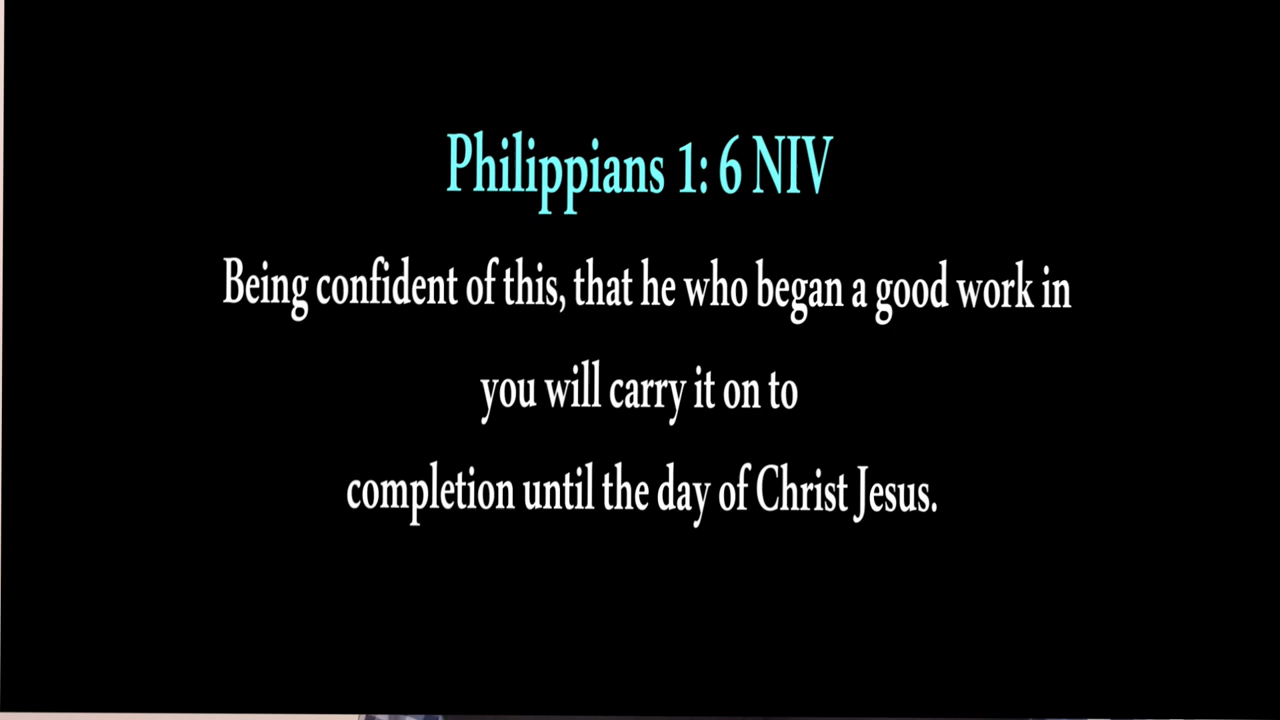 Philippians 1: 6 NIV
Being confident of this, that he who began a good work in
you will carry it on to
completion until the day of Christ Jesus.